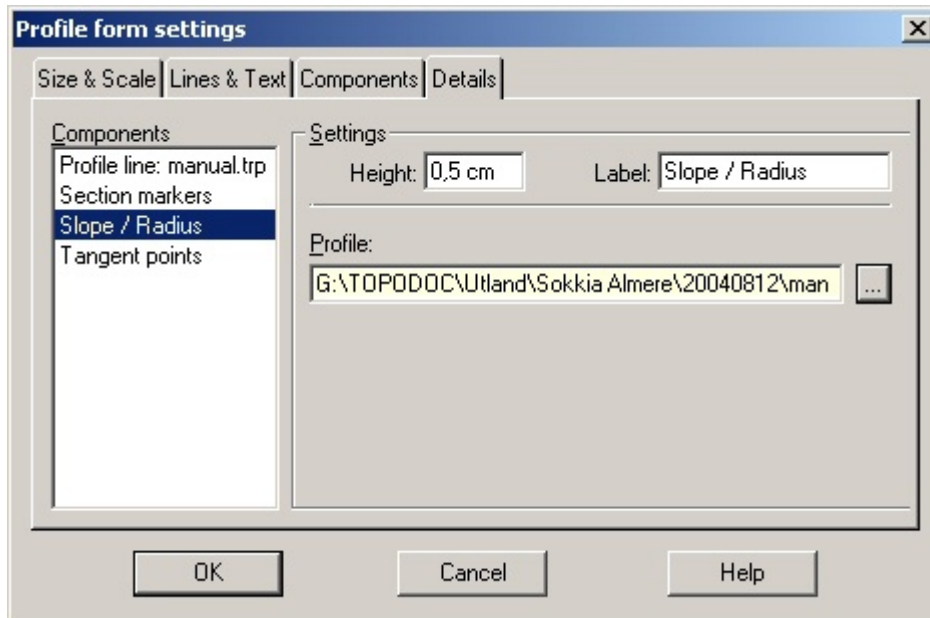 Profile form settings
Size & Scale Lines & Text Components Details
Components
Profile line: manual.trp
Section markers
Slope / Radius
Tangent points
Settings
Height: 0,5 cm Label: Slope / Radius
Profile:
G:\TOPODOC\Utland\Sokkia Almere\20040812\man ...
OK Cancel Help